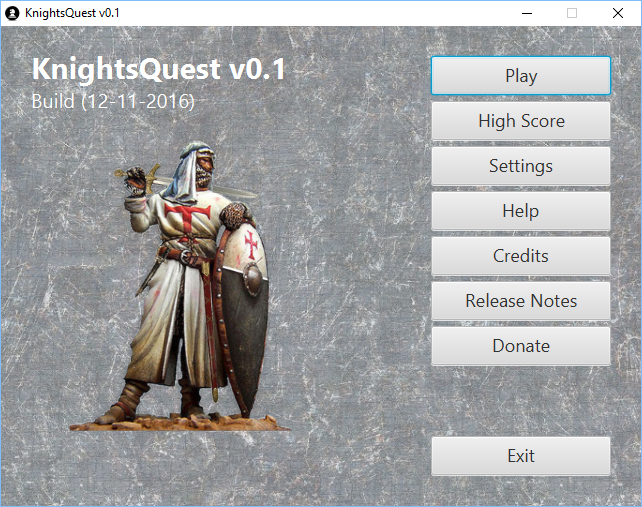 KnightsQuest v0.1
KnightsQuest v0.1
Build (12-11-2016)
Play
High Score
Settings
Help
Credits
Release Notes
Donate
Exit